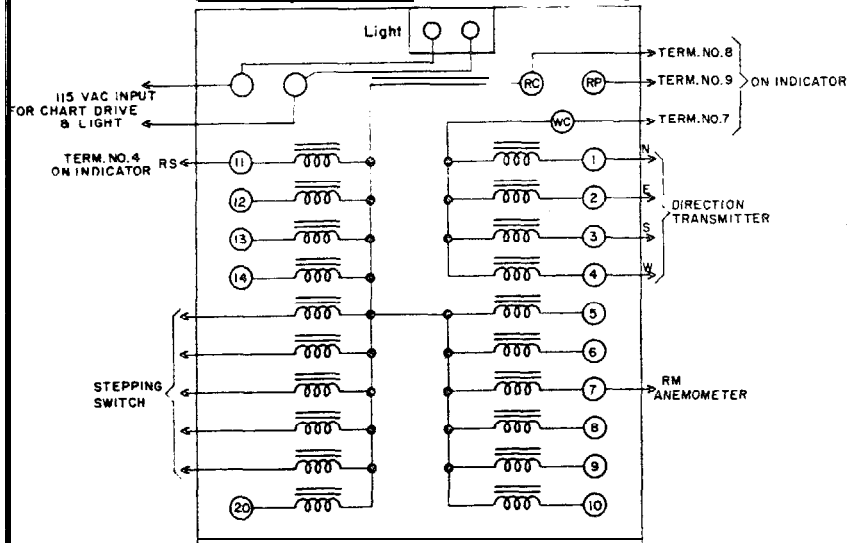 Light
TERM. NO. 8
RC
RP
TERM. NO. 9
ON INDICATOR
115 VAC INPUT
FOR CHART DRIVE
& LIGHT
WC
TERM. NO. 7
TERM. NO. 4
ON INDICATOR
RS
11
1
N
12
2
E
DIRECTION
TRANSMITTER
13
3
S
14
4
W
5
6
STEPPING
SWITCH
7
RM
ANEMOMETER
8
9
20
10